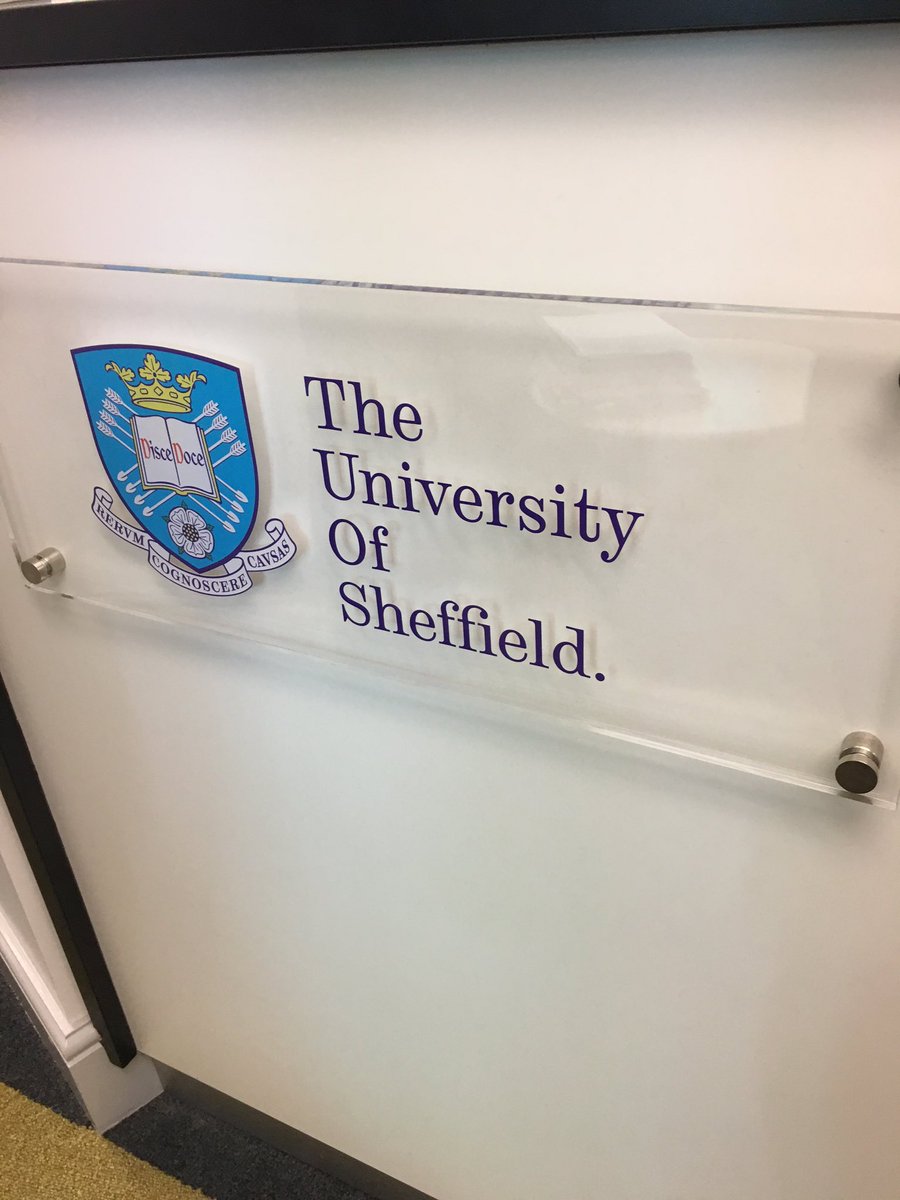 Disce Doce
RERVM COGNOSCERE CAVSAS
The
University
Of
Sheffield.